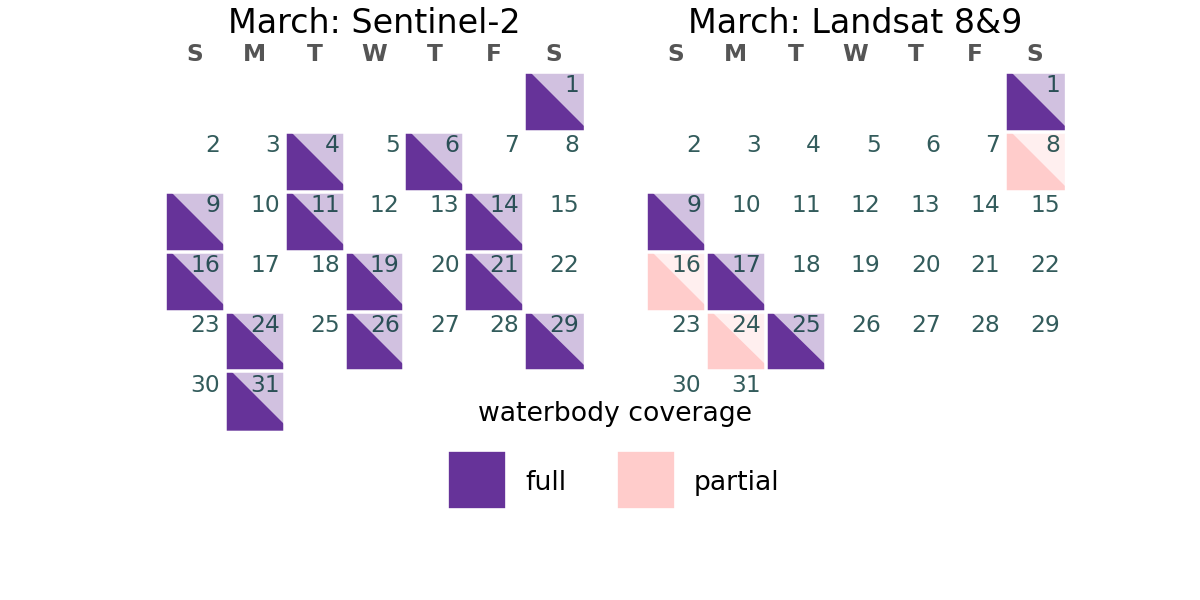 March: Sentinel-2
S M T W T F S
1
2 3 4 5 6 7 8
9 10 11 12 13 14 15
16 17 18 19 20 21 22
23 24 25 26 27 28 29
30 31
March: Landsat 8&9
S M T W T F S
1
2 3 4 5 6 7 8
9 10 11 12 13 14 15
16 17 18 19 20 21 22
23 24 25 26 27 28 29
30 31
waterbody coverage
full
partial